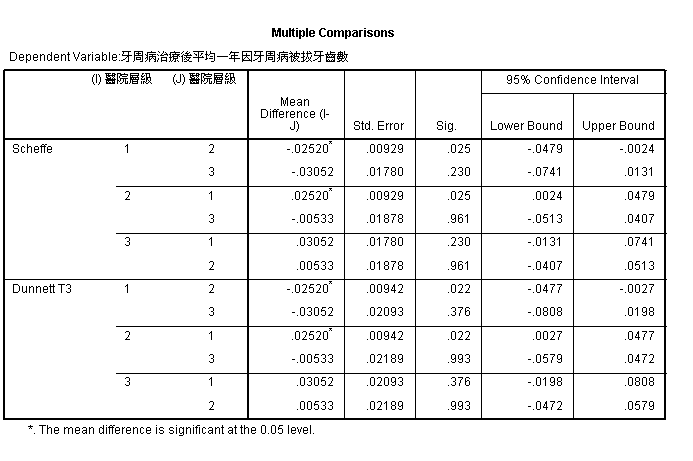 Multiple Comparisons
Dependent Variable:牙周病治療後平均一年因牙周病被拔牙齒數
(I) 醫院層級 (J) 醫院層級 Mean Difference (I-J) Std. Error Sig. 95% Confidence Interval
Lower Bound Upper Bound
Scheffe 1 2 -.02520* .00929 .025 -.0479 -.0024
3 -.03052 .01780 .230 -.0741 .0131
2 1 .02520* .00929 .025 .0024 .0479
3 -.00533 .01878 .961 -.0513 .0407
3 1 .03052 .01780 .230 -.0131 .0741
2 .00533 .01878 .961 -.0407 .0513
Dunnett T3 1 2 -.02520* .00942 .022 -.0477 -.0027
3 -.03052 .02093 .376 -.0808 .0198
2 1 .02520* .00942 .022 .0027 .0477
3 -.00533 .02189 .993 -.0579 .0472
3 1 .03052 .02093 .376 -.0198 .0808
2 .00533 .02189 .993 -.0472 .0579
*. The mean difference is significant at the 0.05 level.